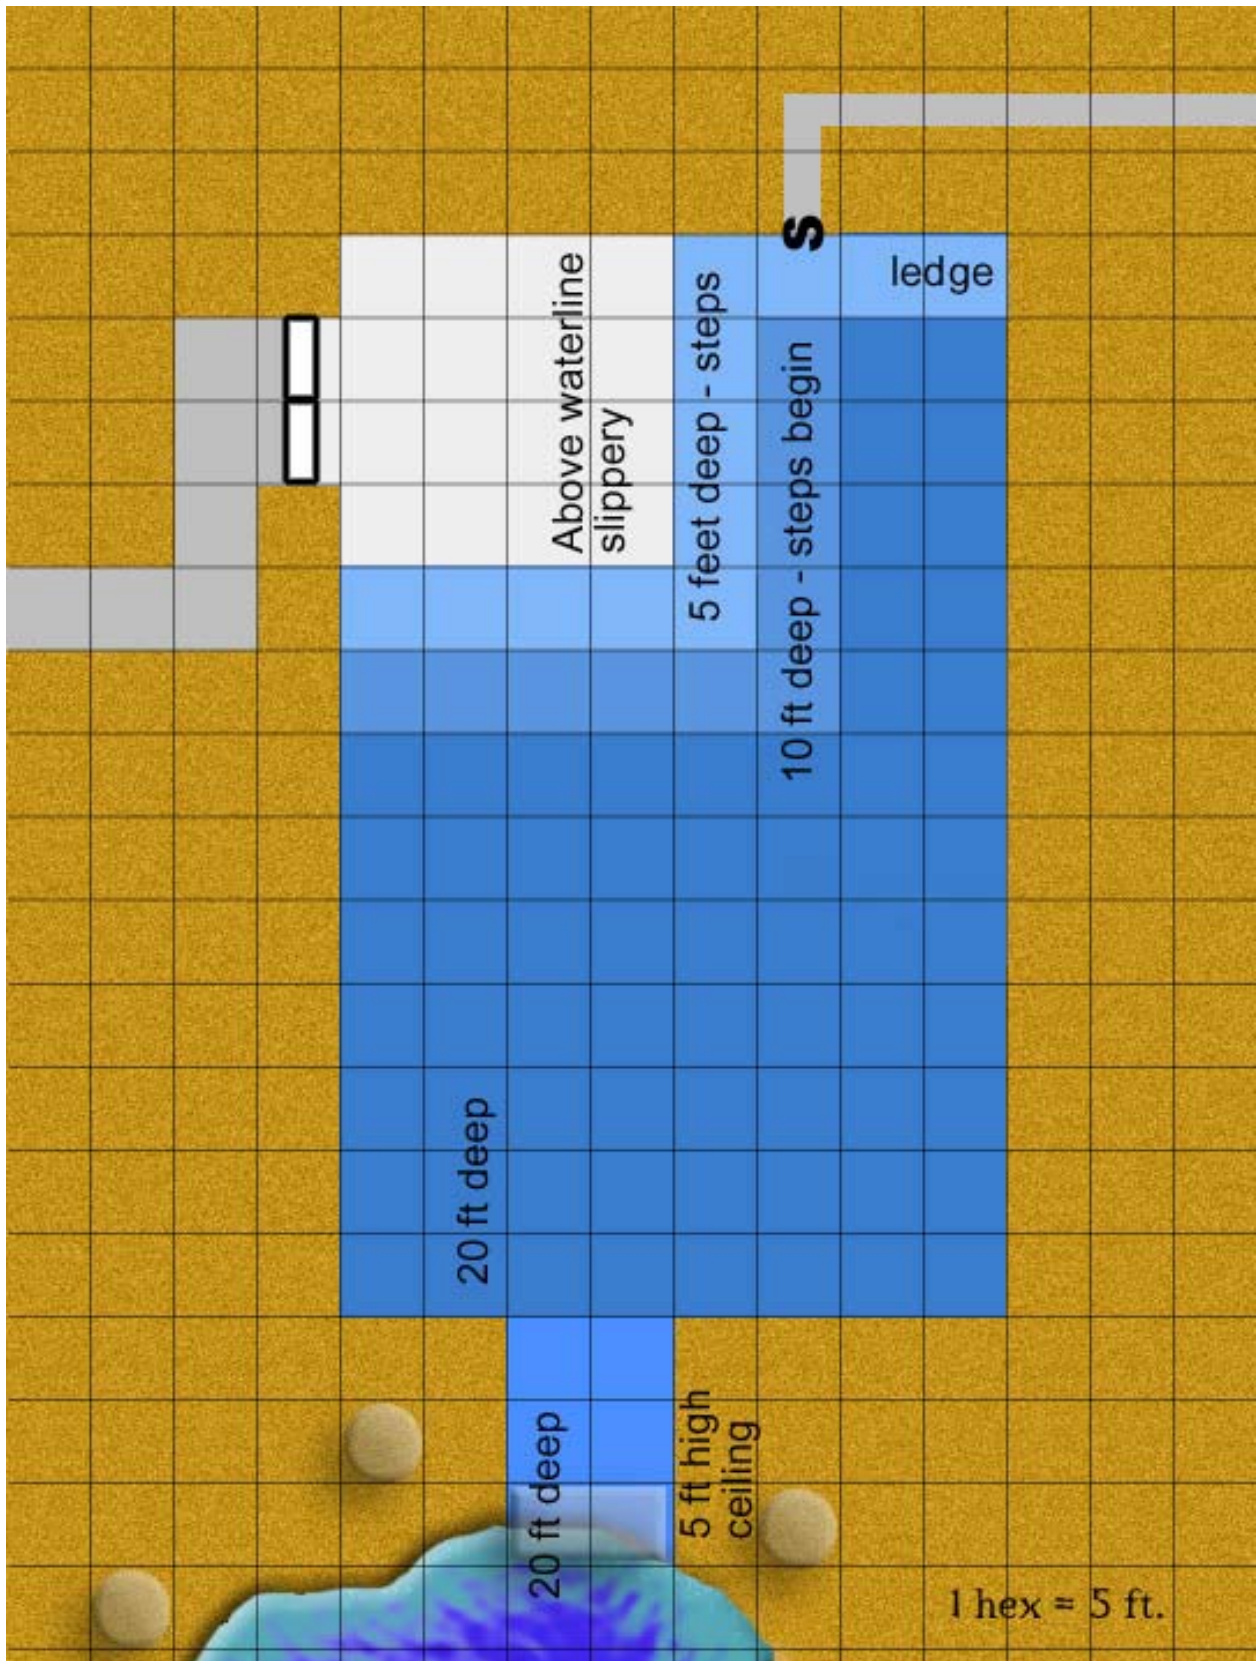 S
ledge
Above waterline
slippery
5 feet deep - steps
10 ft deep - steps begin
20 ft deep
20 ft deep
5 ft high
ceiling
1 hex = 5 ft.